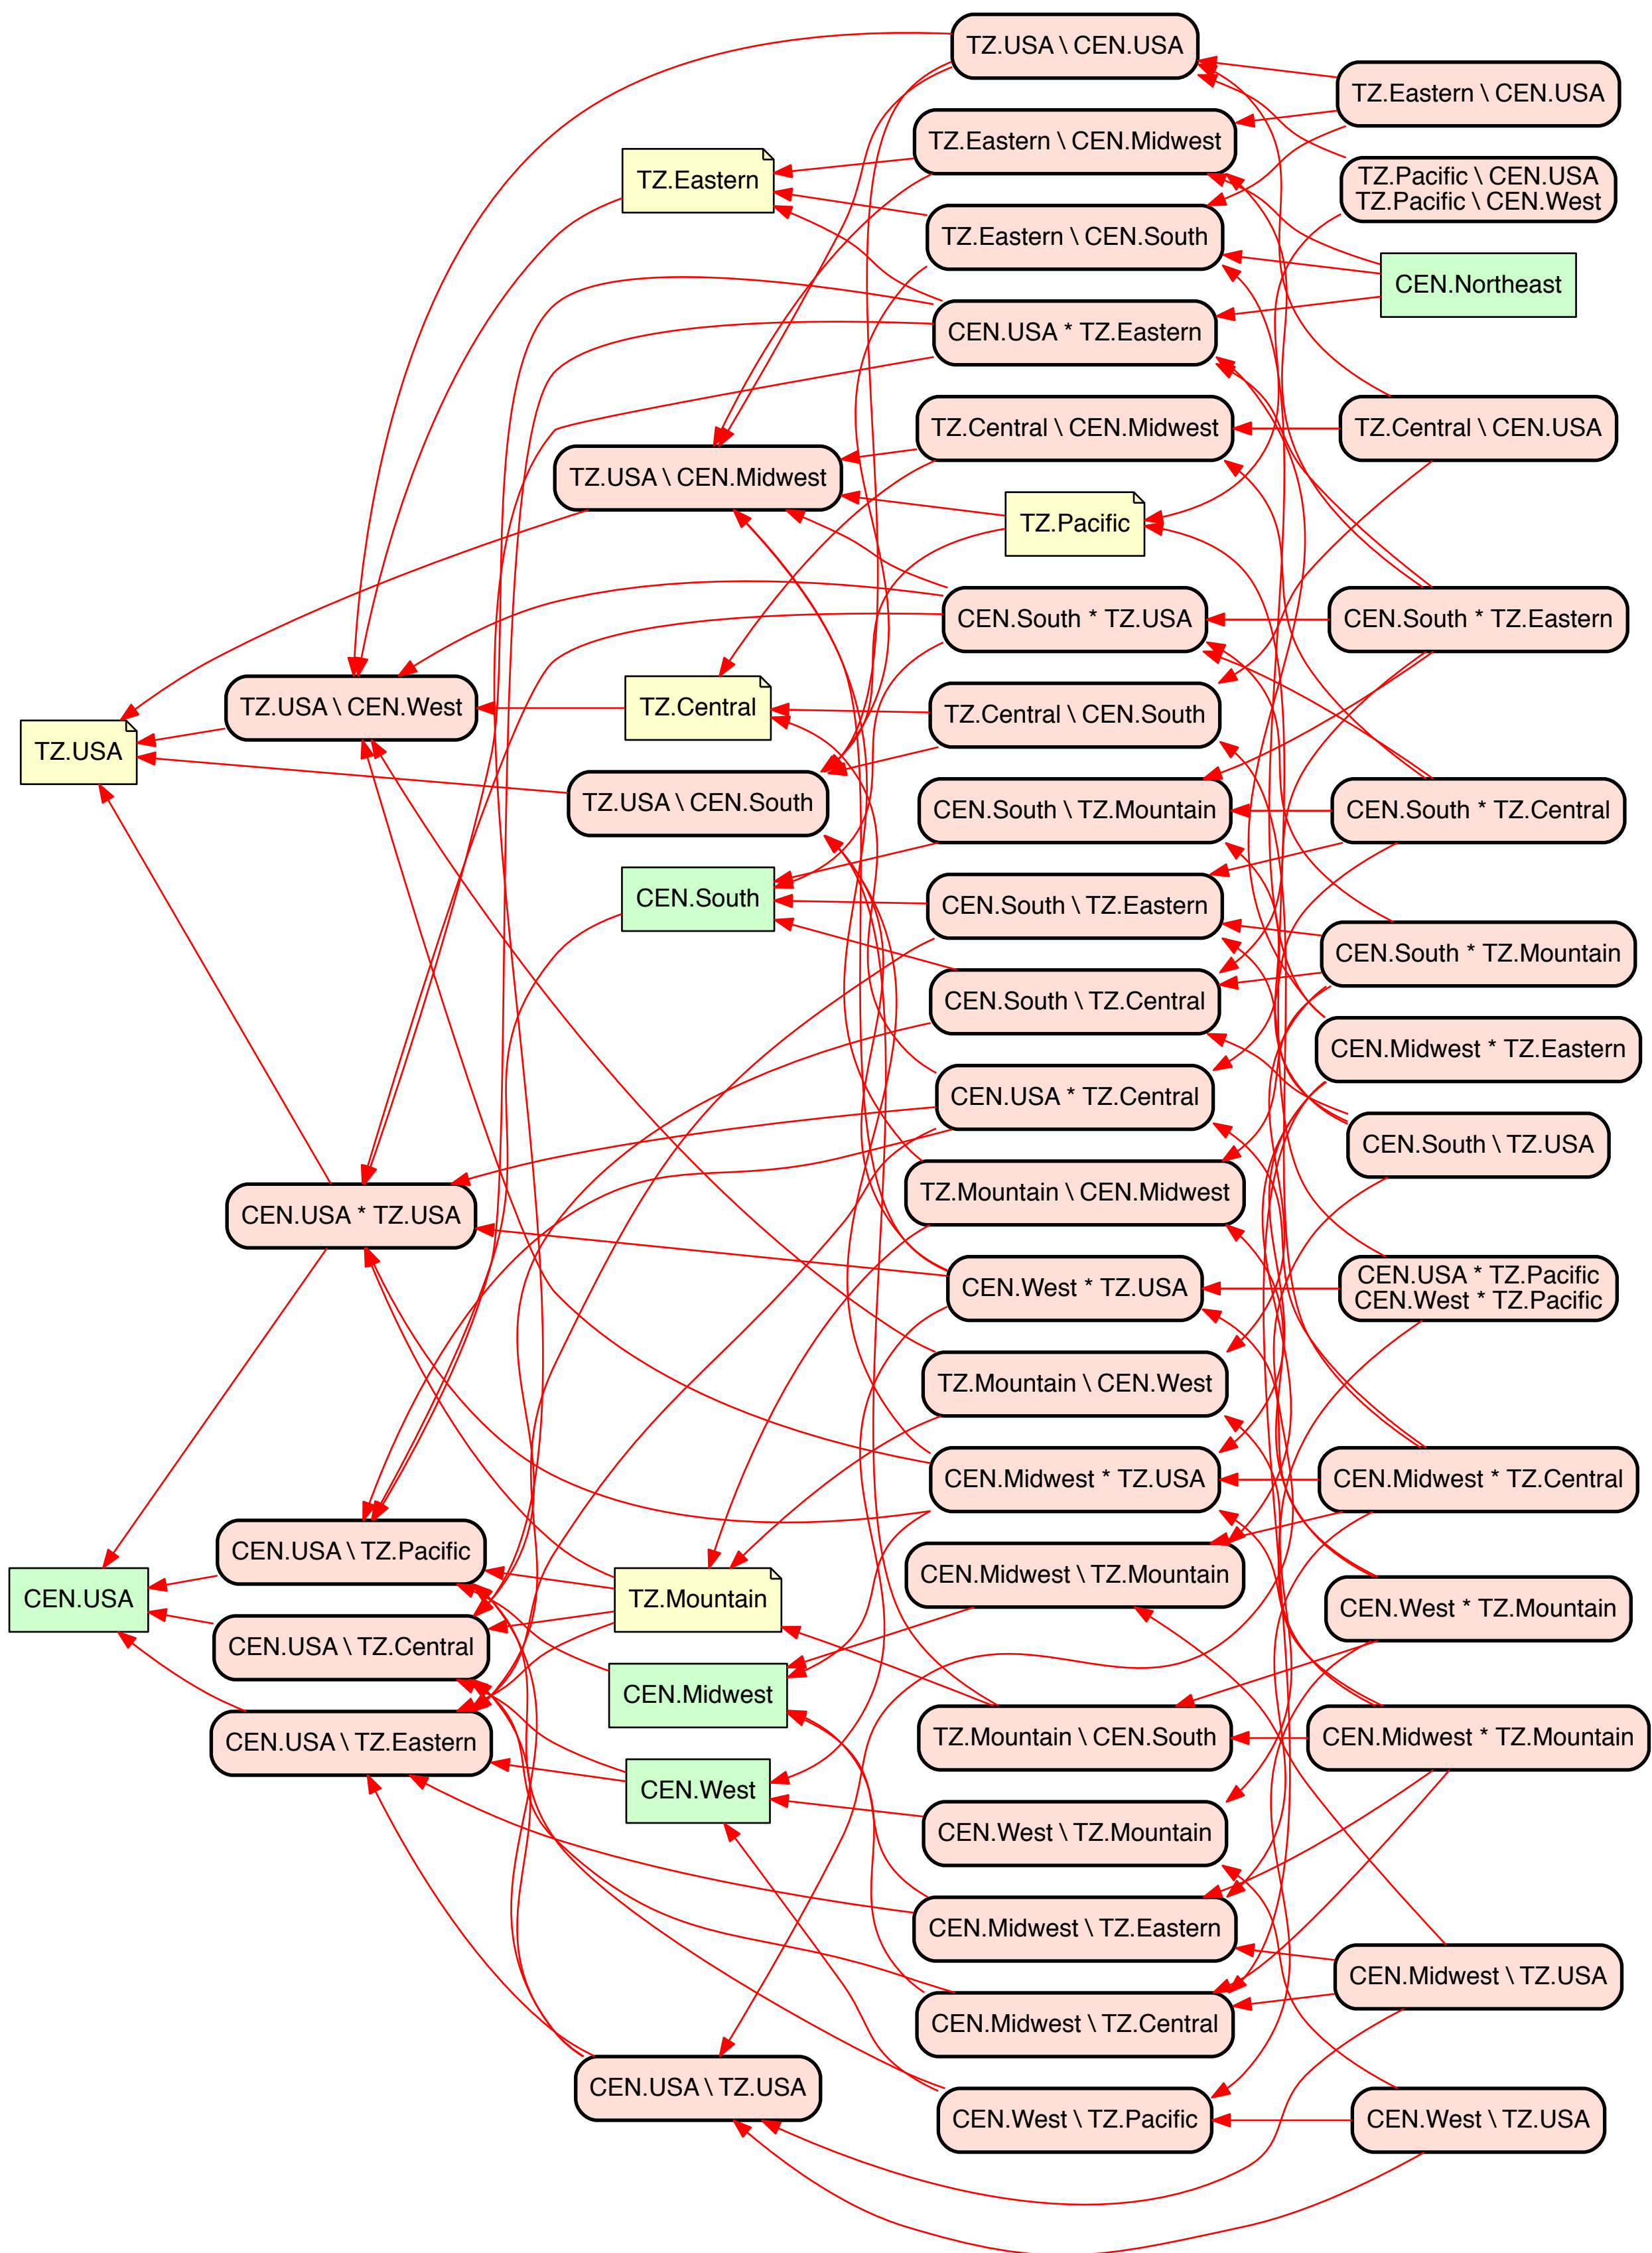 TZ.USA \ CEN.USA
TZ.Eastern \ CEN.USA
TZ.Eastern \ CEN.Midwest
TZ.Eastern
TZ.Pacific \ CEN.USA
TZ.Pacific \ CEN.West
TZ.Eastern \ CEN.South
CEN.Northeast
CEN.USA * TZ.Eastern
TZ.Central \ CEN.Midwest
TZ.Central \ CEN.USA
TZ.USA \ CEN.Midwest
TZ.Pacific
CEN.South * TZ.USA
CEN.South * TZ.Eastern
TZ.USA \ CEN.West
TZ.Central
TZ.Central \ CEN.South
TZ.USA
TZ.USA \ CEN.South
CEN.South \ TZ.Mountain
CEN.South * TZ.Central
CEN.South
CEN.South \ TZ.Eastern
CEN.South * TZ.Mountain
CEN.South \ TZ.Central
CEN.Midwest * TZ.Eastern
CEN.USA * TZ.Central
CEN.South \ TZ.USA
TZ.Mountain \ CEN.Midwest
CEN.USA * TZ.USA
CEN.West * TZ.USA
CEN.USA * TZ.Pacific
CEN.West * TZ.Pacific
TZ.Mountain \ CEN.West
CEN.Midwest * TZ.USA
CEN.Midwest * TZ.Central
CEN.USA \ TZ.Pacific
CEN.Midwest \ TZ.Mountain
CEN.USA
TZ.Mountain
CEN.West * TZ.Mountain
CEN.USA \ TZ.Central
CEN.Midwest
CEN.USA \ TZ.Eastern
TZ.Mountain \ CEN.South
CEN.Midwest * TZ.Mountain
CEN.West
CEN.West \ TZ.Mountain
CEN.Midwest \ TZ.Eastern
CEN.Midwest \ TZ.USA
CEN.Midwest \ TZ.Central
CEN.USA \ TZ.USA
CEN.West \ TZ.Pacific
CEN.West \ TZ.USA